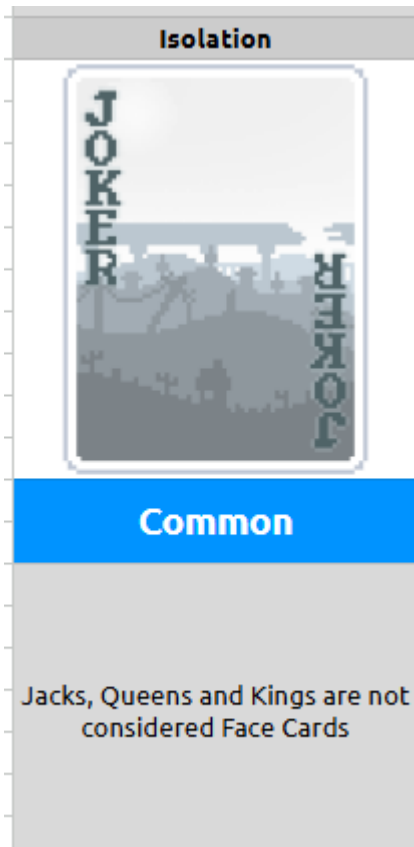 Isolation
JOKER
JOKER
Common
Jacks, Queens and Kings are not
considered Face Cards